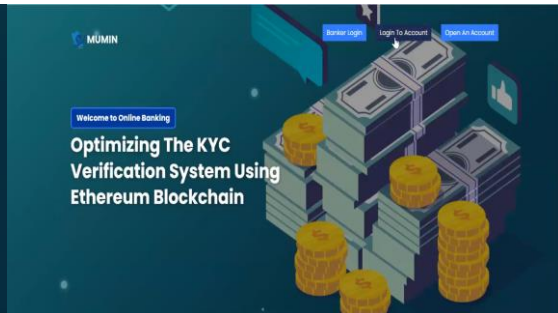 MUMIN
Banker Login
Login To Account
Open An Account
Welcome to Online Banking
Optimizing The KYC
Verification System Using
Ethereum Blockchain